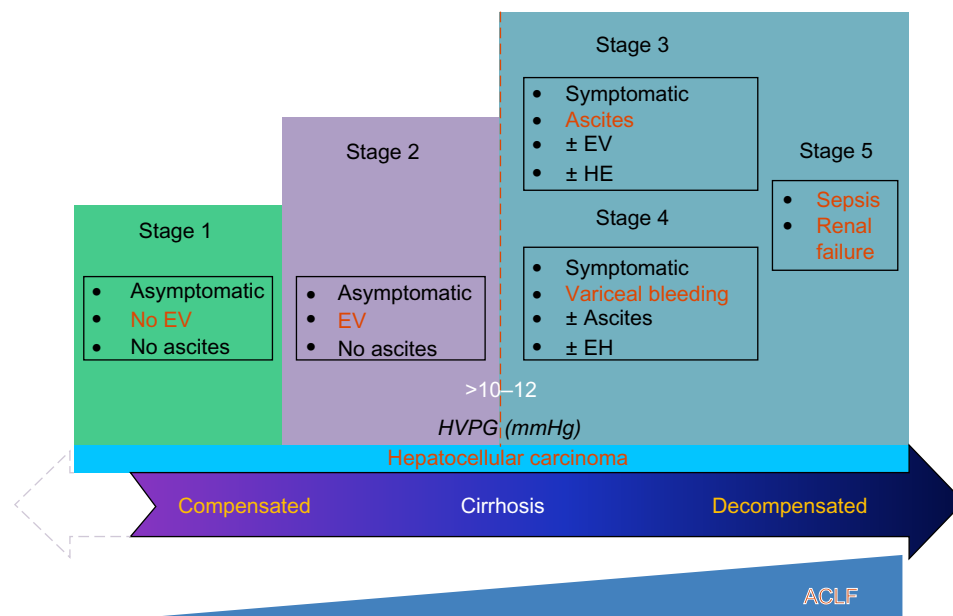 Stage 1
• Asymptomatic
• No EV
• No ascites
Stage 2
• Asymptomatic
• EV
• No ascites
Stage 3
• Symptomatic
• Ascites
• ± EV
• ± HE
Stage 4
• Symptomatic
• Variceal bleeding
• ± Ascites
• ± EH
Stage 5
• Sepsis
• Renal
failure
>10–12
HVPG (mmHg)
Hepatocellular carcinoma
Compensated Cirrhosis Decompensated
ACLF